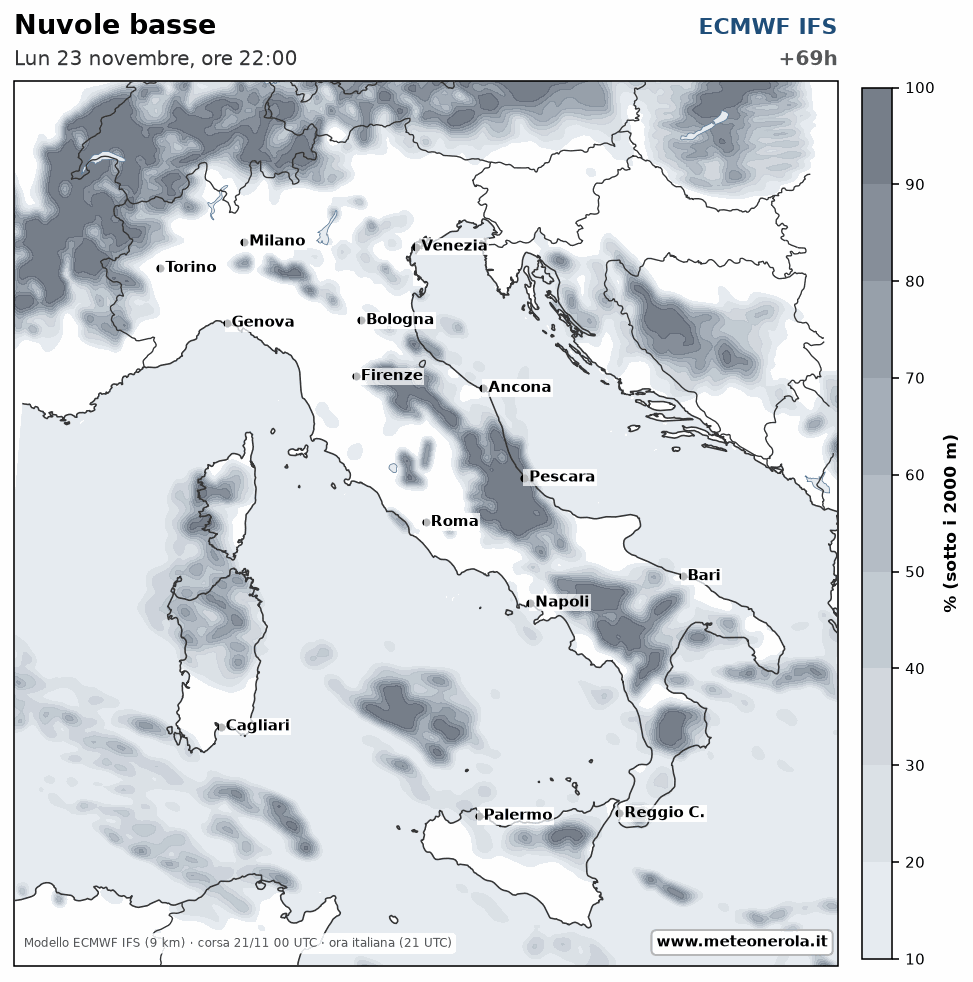 Nuvole basse
ECMWF IFS
Lun 23 novembre, ore 22:00
+69h
Milano
Venezia
Torino
Genova
Bologna
Firenze
Ancona
Pescara
Roma
Bari
Napoli
Cagliari
Palermo
Reggio C.
100
90
80
70
60
50
40
30
20
10
% (sotto i 2000 m)
Modello ECMWF IFS (9 km) · corsa 21/11 00 UTC · ora italiana (21 UTC)
www.meteonerola.it